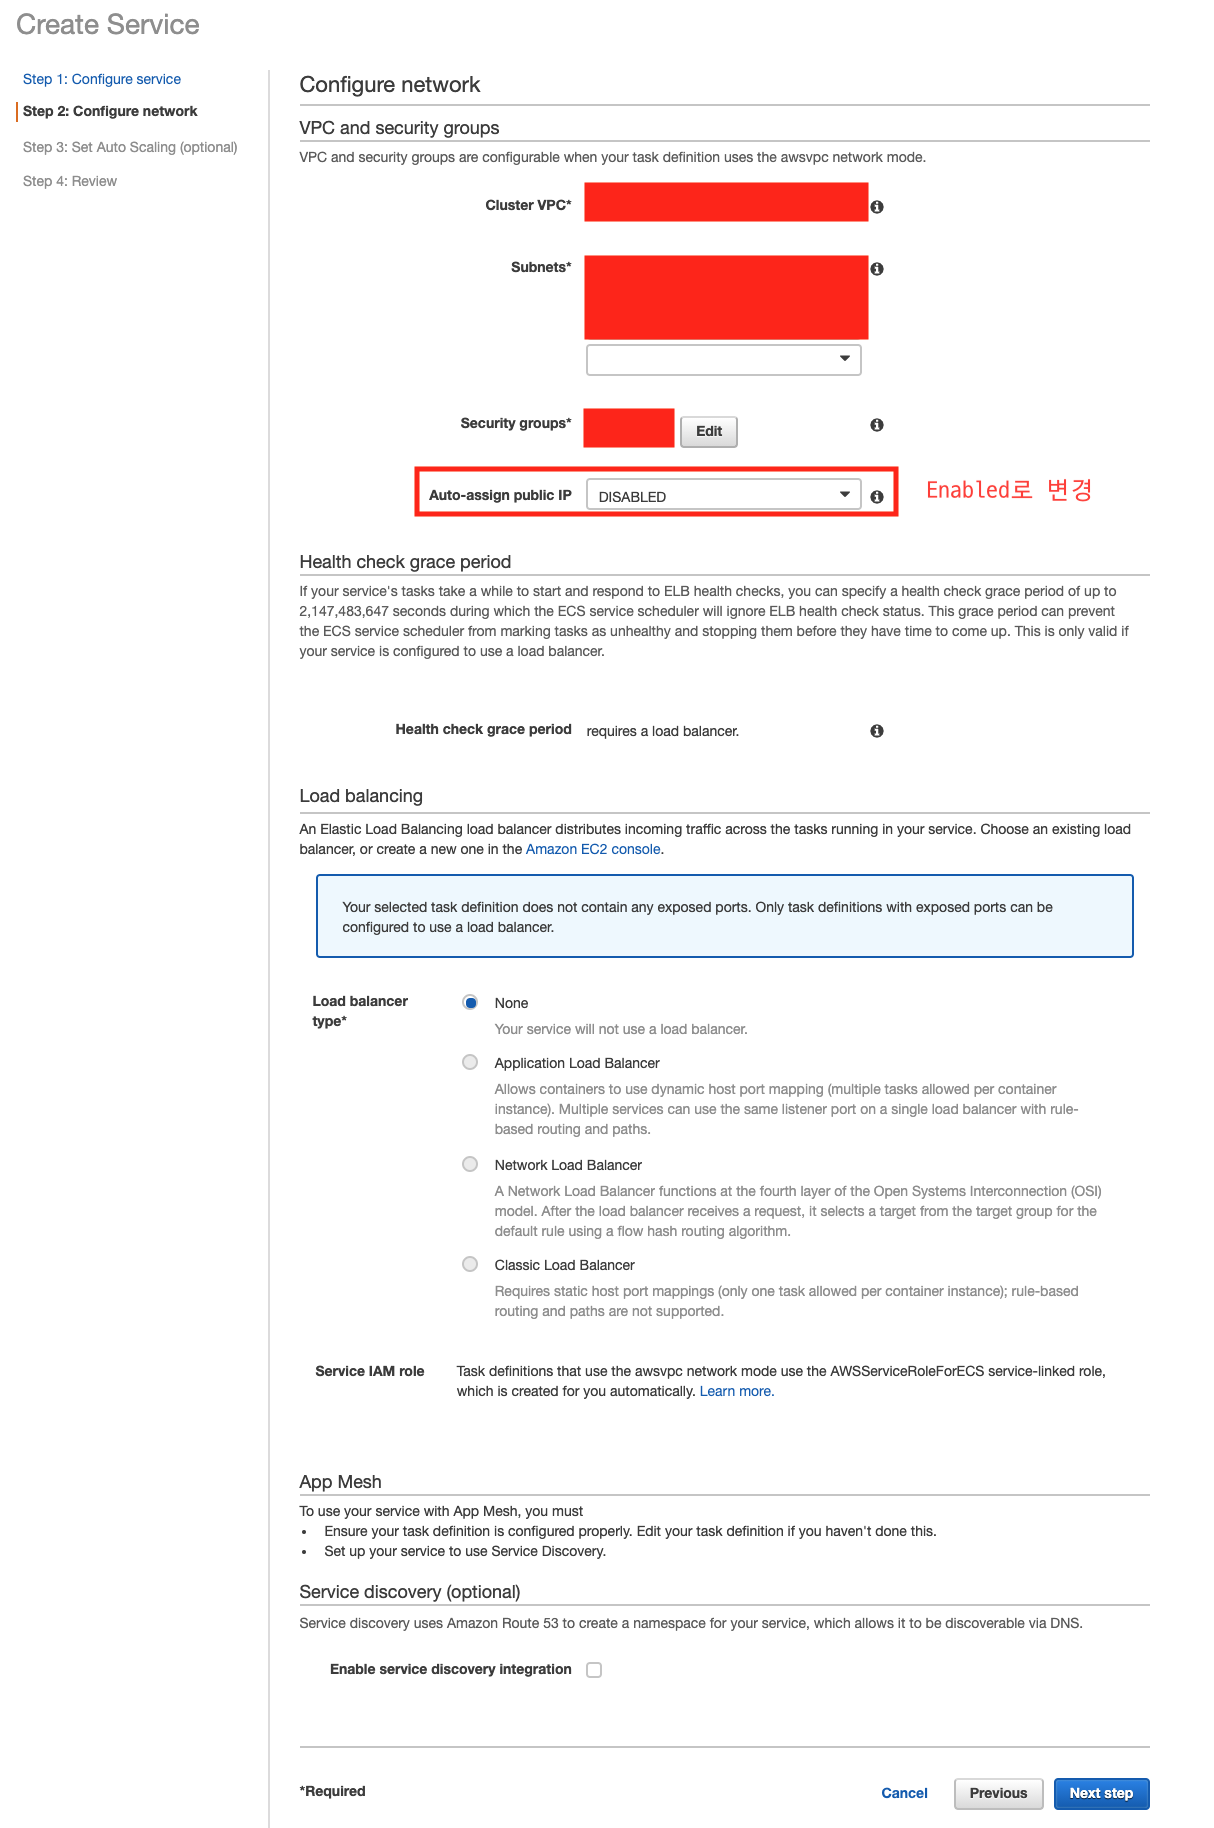 Create Service
Step 1: Configure service
Step 2: Configure network
Step 3: Set Auto Scaling (optional)
Step 4: Review
Configure network
VPC and security groups
VPC and security groups are configurable when your task definition uses the awsvpc network mode.
Cluster VPC*
Subnets*
Security groups*
Edit
Auto-assign public IP
DISABLED
Enabled로 변경
Health check grace period
If your service's tasks take a while to start and respond to ELB health checks, you can specify a health check grace period of up to
2,147,483,647 seconds during which the ECS service scheduler will ignore ELB health check status. This grace period can prevent
the ECS service scheduler from marking tasks as unhealthy and stopping them before they have time to come up. This is only valid if
your service is configured to use a load balancer.
Health check grace period
requires a load balancer.
Load balancing
An Elastic Load Balancing load balancer distributes incoming traffic across the tasks running in your service. Choose an existing load
balancer, or create a new one in the Amazon EC2 console.
Your selected task definition does not contain any exposed ports. Only task definitions with exposed ports can be
configured to use a load balancer.
Load balancer
type*
None
Your service will not use a load balancer.
Application Load Balancer
Allows containers to use dynamic host port mapping (multiple tasks allowed per container
instance). Multiple services can use the same listener port on a single load balancer with rule-
based routing and paths.
Network Load Balancer
A Network Load Balancer functions at the fourth layer of the Open Systems Interconnection (OSI)
model. After the load balancer receives a request, it selects a target from the target group for the
default rule using a flow hash routing algorithm.
Classic Load Balancer
Requires static host port mappings (only one task allowed per container instance); rule-based
routing and paths are not supported.
Service IAM role
Task definitions that use the awsvpc network mode use the AWSServiceRoleForECS service-linked role,
which is created for you automatically. Learn more.
App Mesh
To use your service with App Mesh, you must
• Ensure your task definition is configured properly. Edit your task definition if you haven't done this.
• Set up your service to use Service Discovery.
Service discovery (optional)
Service discovery uses Amazon Route 53 to create a namespace for your service, which allows it to be discoverable via DNS.
Enable service discovery integration
*Required
Cancel
Previous
Next step